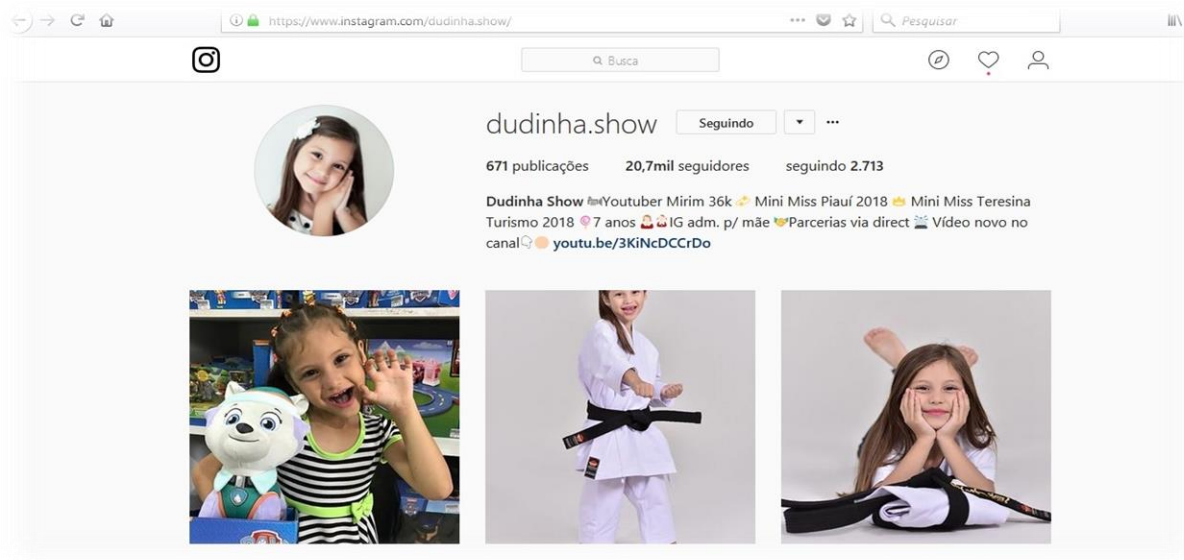 https://www.instagram.com/dudinha.show/
Pesquisar
Busca
dudinha.show Seguindo
671 publicações 20,7mil seguidores seguindo 2.713
Dudinha Show Youtuber Mirim 36k Mini Miss Piauí 2018 Mini Miss Teresina
Turismo 2018 7 anos IG adm. p/ mãe Parcerias via direct Vídeo novo no
canal youtu.be/3KiNcDCCrDo